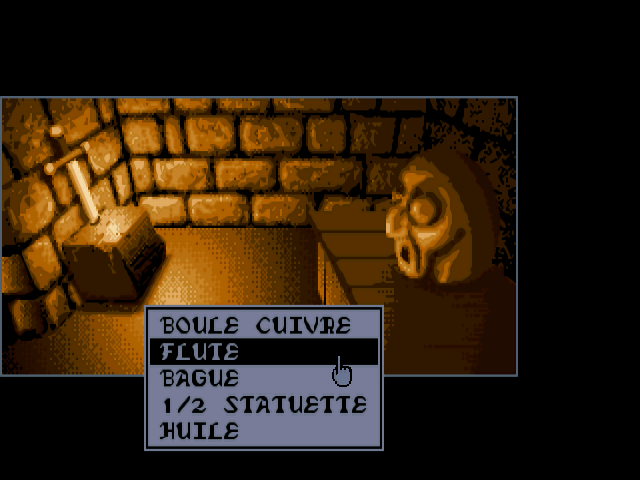 BOULE CUIVRE
FLUTE
BAGUE
1/2 STATUETTE
HUILE